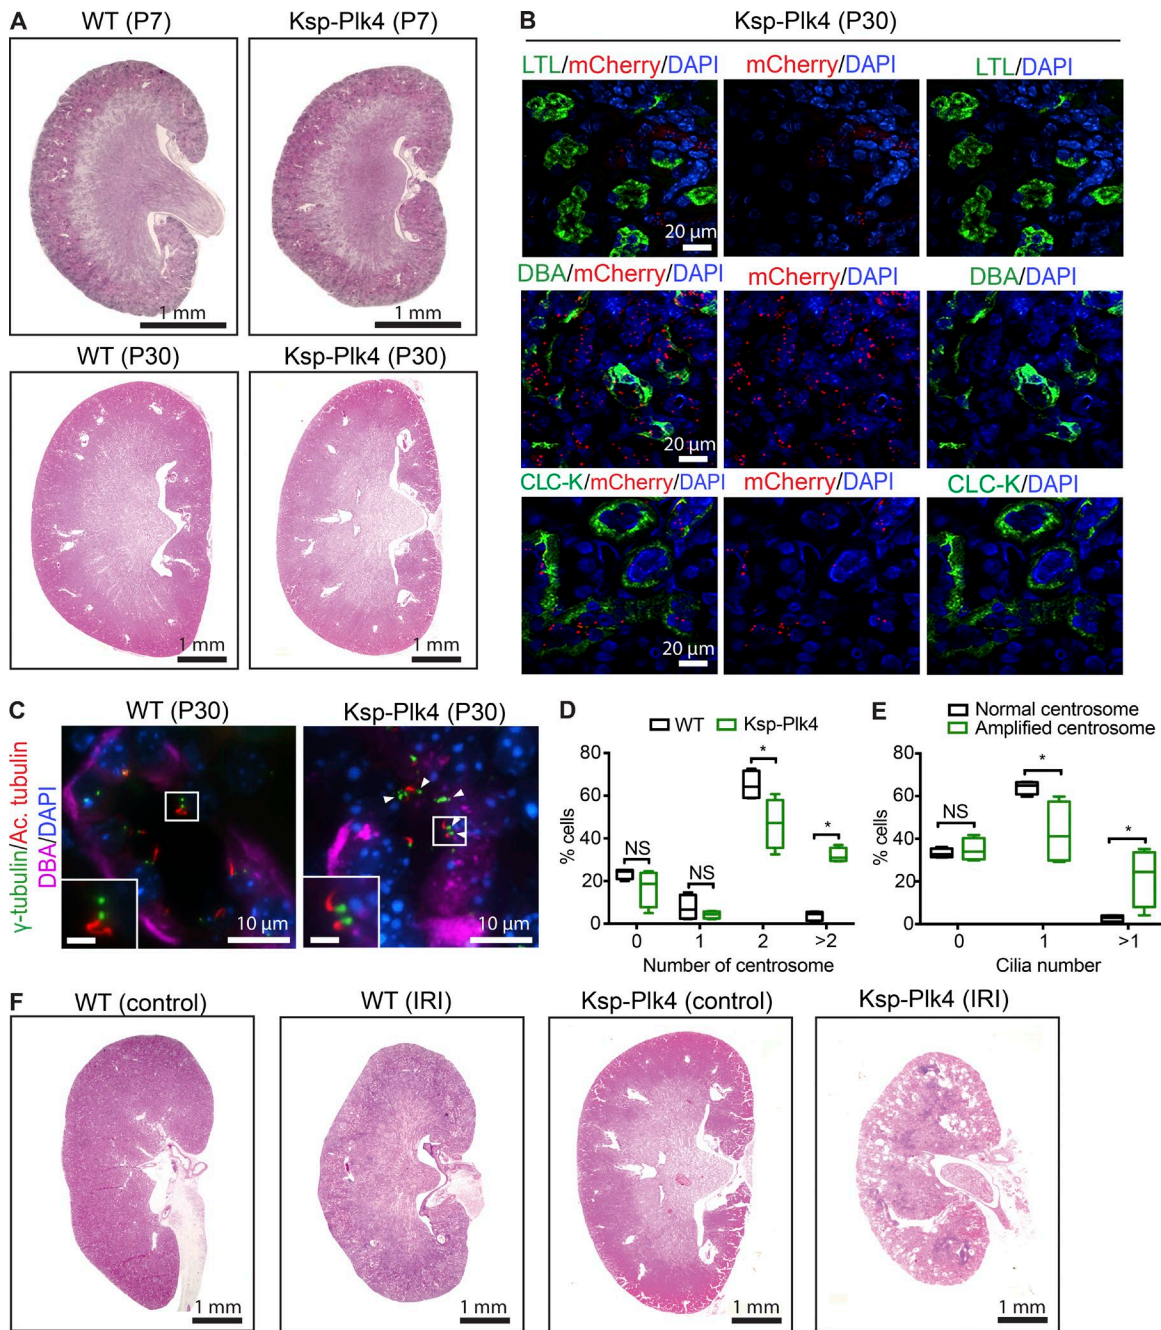 A
WT (P7)
Ksp-Plk4 (P7)
1 mm
1 mm
WT (P30)
Ksp-Plk4 (P30)
1 mm
1 mm
B
Ksp-Plk4 (P30)
LTL/mCherry/DAPI
mCherry/DAPI
LTL/DAPI
20 µm
DBA/mCherry/DAPI
mCherry/DAPI
DBA/DAPI
20 µm
CLC-K/mCherry/DAPI
mCherry/DAPI
CLC-K/DAPI
20 µm
C
WT (P30)
Ksp-Plk4 (P30)
γ-tubulin/Ac. tubulin
DBA/DAPI
10 µm
10 µm
D
WT
Ksp-Plk4
% cells
80
60
40
20
0
NS
NS
*
*
0
1
2
>2
Number of centrosome
E
Normal centrosome
Amplified centrosome
% cells
80
60
40
20
0
NS
*
*
0
1
>1
Cilia number
F
WT (control)
WT (IRI)
Ksp-Plk4 (control)
Ksp-Plk4 (IRI)
1 mm
1 mm
1 mm
1 mm